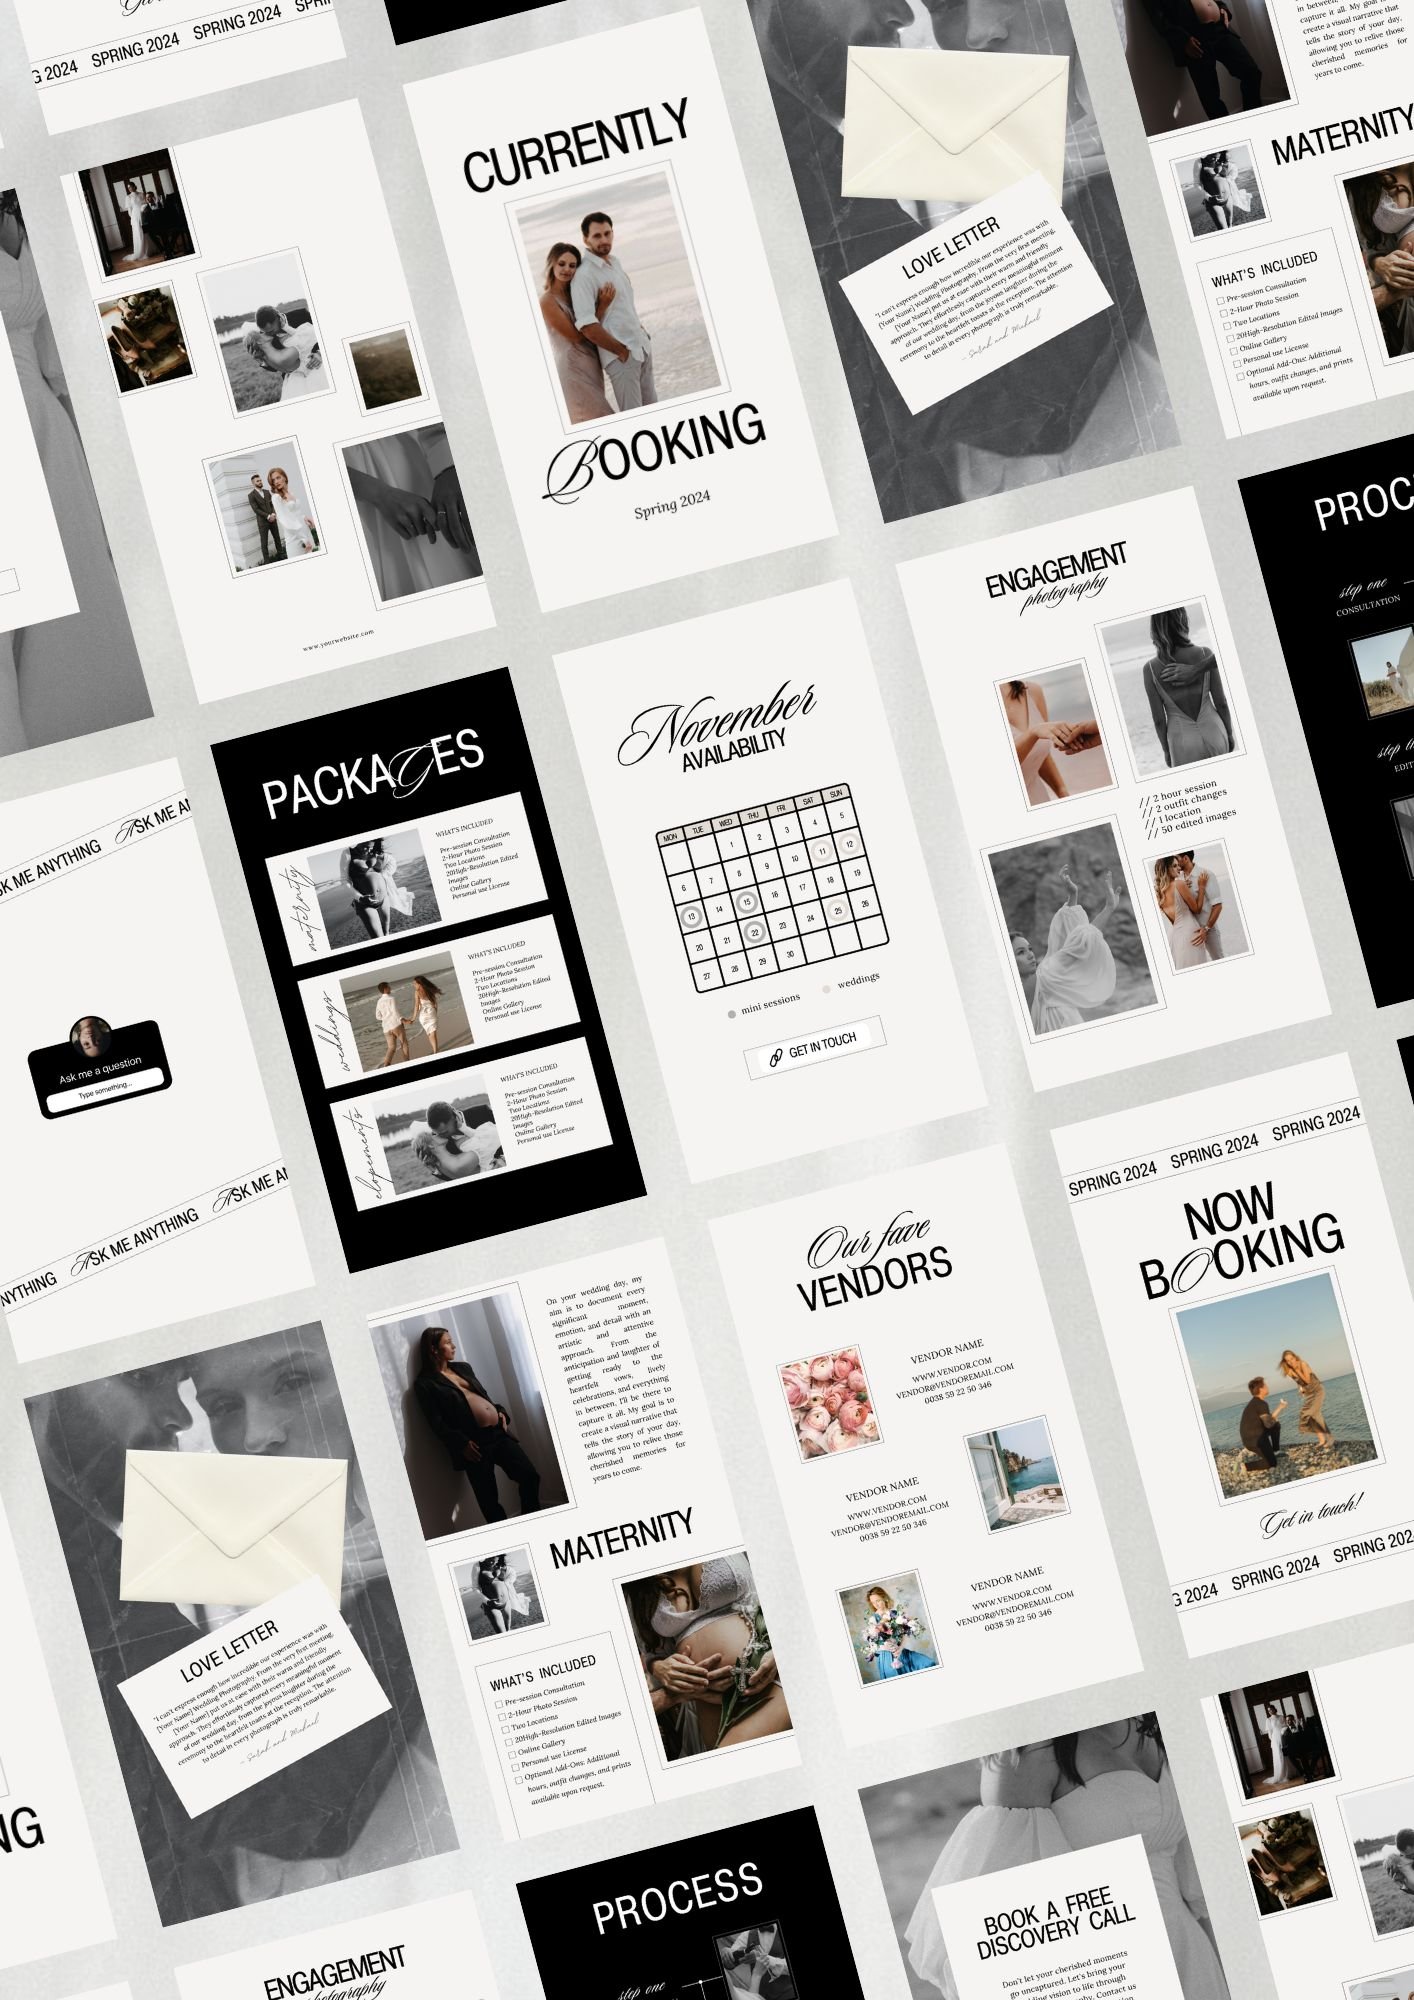 G 2024 SPRING 2024 SPRING 2024 SPRIN
www.yourwebsite.com
CURRENTLY
BOOKING
Spring 2024
LOVE LETTER
"I can't express enough how incredible our experience was with
[Your Name] Wedding Photography. From the very first meeting,
[Your Name] put us at ease with their warm and friendly
approach. They effortlessly captured every meaningful moment
of our wedding day, from the joyous laughter during the
ceremony to the heartfelt toasts at the reception. The attention
to detail in every photograph is truly remarkable.
- Sarah and Michael
in between,
capture it all. My goal is
create a visual narrative that
tells the story of your day,
allowing you to relive those
cherished memories for
years to come.
MATERNITY
WHAT'S INCLUDED
Pre-session Consultation
2-Hour Photo Session
Two Locations
20High-Resolution Edited Images
Online Gallery
Personal use License
Optional Add-Ons: Additional
hours, outfit changes, and prints
available upon request.
SK ME ANYTHING ASK ME AN
Ask me a question
Type something...
NYTHING ASK ME ANYTHING ASK ME AN
PACKAGES
maternity
WHAT'S INCLUDED
Pre-session Consultation
2-Hour Photo Session
Two Locations
20High-Resolution Edited
Images
Online Gallery
Personal use License
weddings
WHAT'S INCLUDED
Pre-session Consultation
2-Hour Photo Session
Two Locations
20High-Resolution Edited
Images
Online Gallery
Personal use License
elopements
WHAT'S INCLUDED
Pre-session Consultation
2-Hour Photo Session
Two Locations
20High-Resolution Edited
Images
Online Gallery
Personal use License
November
AVAILABILITY
MON TUE WED THU FRI SAT SUN
1 2 3 4 5
6 7 8 9 10 11 12
13 14 15 16 17 18 19
20 21 22 23 24 25 26
27 28 29 30
mini sessions weddings
GET IN TOUCH
ENGAGEMENT
photography
// 2 hour session
// 2 outfit changes
// 1 location
// 50 edited images
PROC
step one
CONSULTATION
EDIT
LOVE LETTER
"I can't express enough how incredible our experience was with
[Your Name] Wedding Photography. From the very first meeting,
[Your Name] put us at ease with their warm and friendly
approach. They effortlessly captured every meaningful moment
of our wedding day, from the joyous laughter during the
ceremony to the heartfelt toasts at the reception. The attention
to detail in every photograph is truly remarkable.
- Sarah and Michael
On your wedding day, my
aim is to document every
significant moment,
emotion, and detail with an
artistic and attentive
approach. From the
anticipation and laughter of
getting ready to the
heartfelt vows, lively
celebrations, and everything
in between, I'll be there to
capture it all. My goal is to
create a visual narrative that
tells the story of your day,
allowing you to relive those
cherished memories for
years to come.
MATERNITY
WHAT'S INCLUDED
Pre-session Consultation
2-Hour Photo Session
Two Locations
20High-Resolution Edited Images
Online Gallery
Personal use License
Optional Add-Ons: Additional
hours, outfit changes, and prints
available upon request.
Our fave
VENDORS
VENDOR NAME
WWW.VENDOR.COM
VENDOR@VENDOREMAIL.COM
0038 59 22 50 346
VENDOR NAME
WWW.VENDOR.COM
VENDOR@VENDOREMAIL.COM
0038 59 22 50 346
VENDOR NAME
WWW.VENDOR.COM
VENDOR@VENDOREMAIL.COM
0038 59 22 50 346
SPRING 2024 SPRING 2024 SPRING 2024
NOW
BOOKING
Get in touch!
G 2024 SPRING 2024 SPRING 202
NG
ENGAGEMENT
photography
PROCESS
step one
BOOK A FREE
DISCOVERY CALL
Don't let your cherished moments
go uncaptured. Let's bring your
vision to life through
Contact us